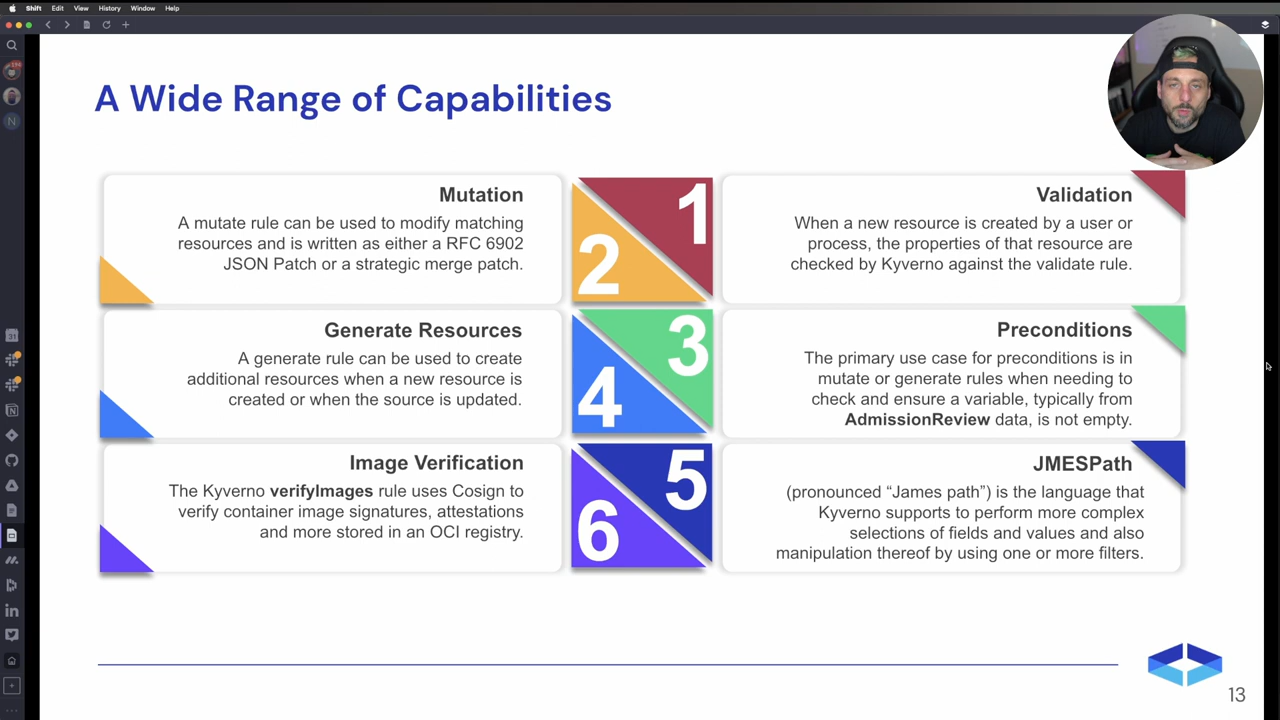 Shift Edit View History Window Help
A Wide Range of Capabilities
Mutation
A mutate rule can be used to modify matching
resources and is written as either a RFC 6902
JSON Patch or a strategic merge patch.
2
1
Validation
When a new resource is created by a user or
process, the properties of that resource are
checked by Kyverno against the validate rule.
Generate Resources
A generate rule can be used to create
additional resources when a new resource is
created or when the source is updated.
4
3
Preconditions
The primary use case for preconditions is in
mutate or generate rules when needing to
check and ensure a variable, typically from
AdmissionReview data, is not empty.
Image Verification
The Kyverno verifyImages rule uses Cosign to
verify container image signatures, attestations
and more stored in an OCI registry.
6
5
JMESPath
(pronounced “James path”) is the language that
Kyverno supports to perform more complex
selections of fields and values and also
manipulation thereof by using one or more filters.
N
13